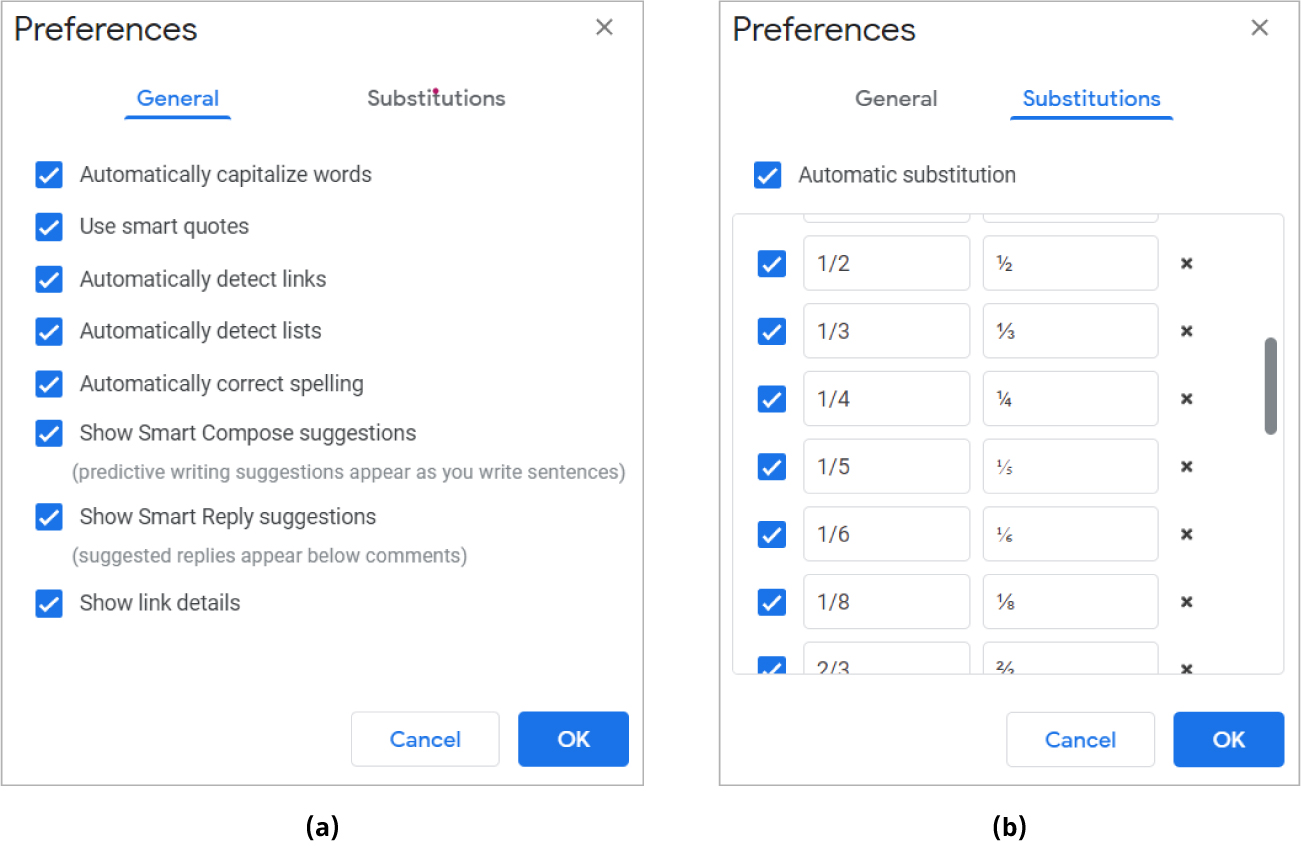 Preferences
General Substitutions
Automatically capitalize words
Use smart quotes
Automatically detect links
Automatically detect lists
Automatically correct spelling
Show Smart Compose suggestions
(predictive writing suggestions appear as you write sentences)
Show Smart Reply suggestions
(suggested replies appear below comments)
Show link details
Cancel OK
(a)
Preferences
General Substitutions
Automatic substitution
1/2 ½
1/3 ⅓
1/4 ¼
1/5 ⅕
1/6 ⅙
1/8 ⅛
2/3 ⅔
Cancel OK
(b)